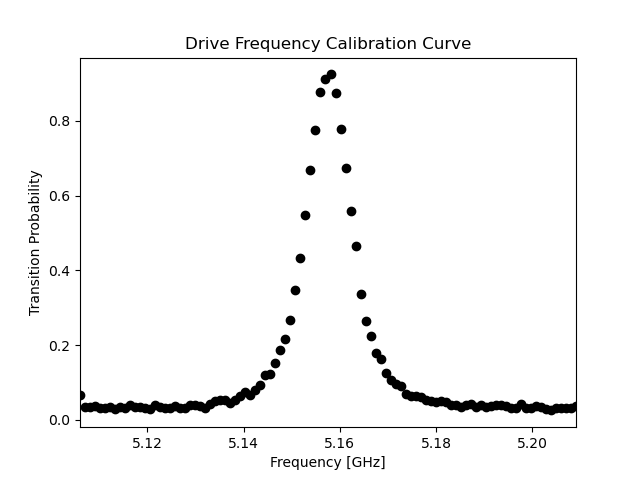 Drive Frequency Calibration Curve
Transition Probability
0.8
0.6
0.4
0.2
0.0
5.12 5.14 5.16 5.18 5.20
Frequency [GHz]